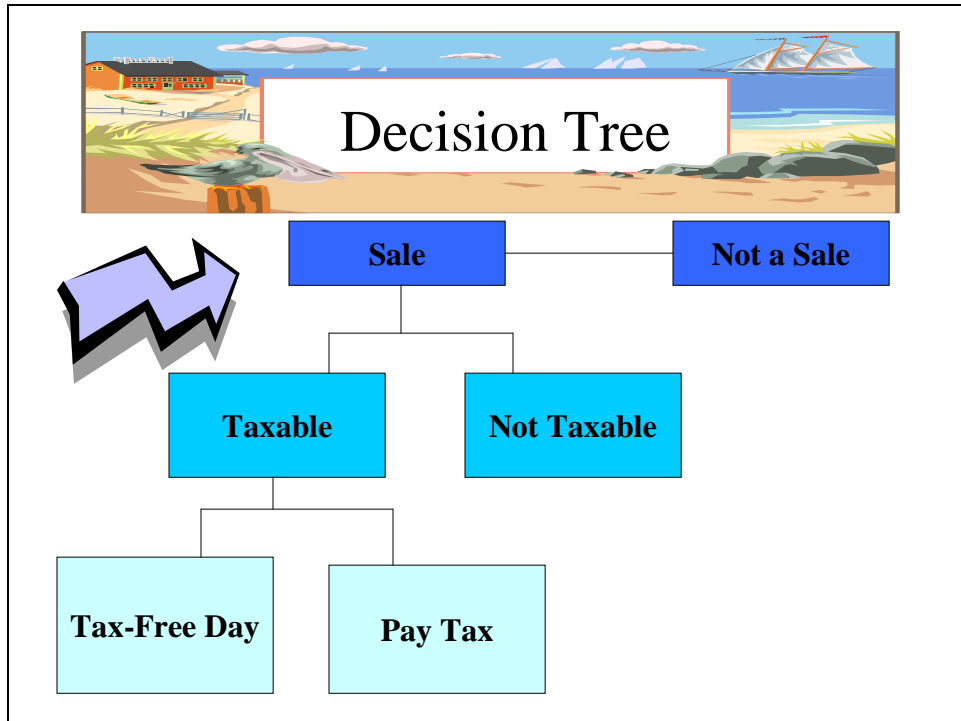 Decision Tree
Sale
Not a Sale
Taxable
Not Taxable
Tax-Free Day
Pay Tax